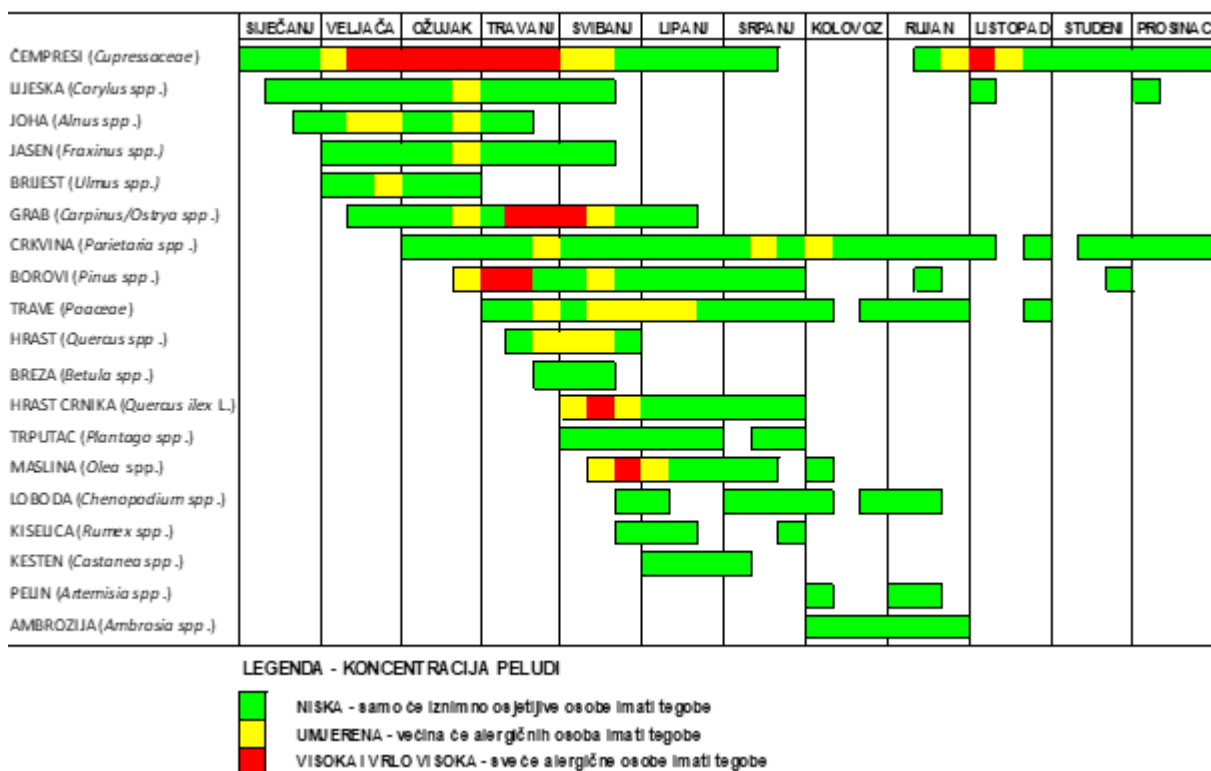 SIJEČANJ VELJAČA OŽUJAK TRAVANJ SVIBANJ LIPANJ SRPANJ KOLOVOZ RUJAN LISTOPAD STUDENI PROSINAC
ČEMPRESI (Cupressaceae)
LIJESKA (Corylus spp.)
JOHA (Alnus spp.)
JASEN (Fraxinus spp.)
BRIJEST (Ulmus spp.)
GRAB (Carpinus/Ostrya spp.)
CRKVINA (Parietaria spp.)
BOROVI (Pinus spp.)
TRAVE (Poaceae)
HRAST (Quercus spp.)
BREZA (Betula spp.)
HRAST CRNIKA (Quercus ilex L.)
TRPUTAC (Plantago spp.)
MASLINA (Olea spp.)
LOBODA (Chenopodium spp.)
KISELICA (Rumex spp.)
KESTEN (Castanea spp.)
PELIN (Artemisia spp.)
AMBROZIJA (Ambrosia spp.)
LEGENDA - KONCENTRACIJA PELUDI
NISKA - samo će iznimno osjetljive osobe imati tegobe
UMJERENA - većina će alergičnih osoba imati tegobe
VISOKA I VRLO VISOKA - sve će alergične osobe imati tegobe